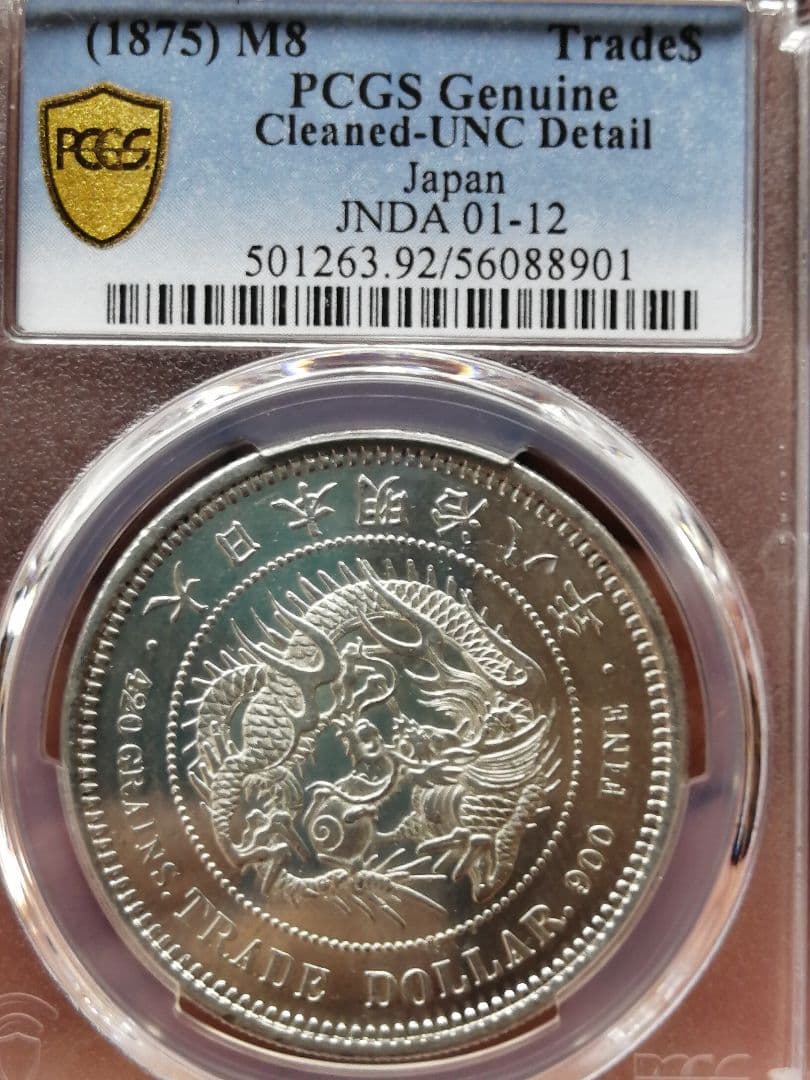 (1875) M8 Trade$
PCGS Genuine
Cleaned-UNC Detail
Japan
JNDA 01-12
501263.92/56088901
PCGS
大日本明治八年
420 GRAINS. TRADE DOLLAR. 900 FINE
PCGS